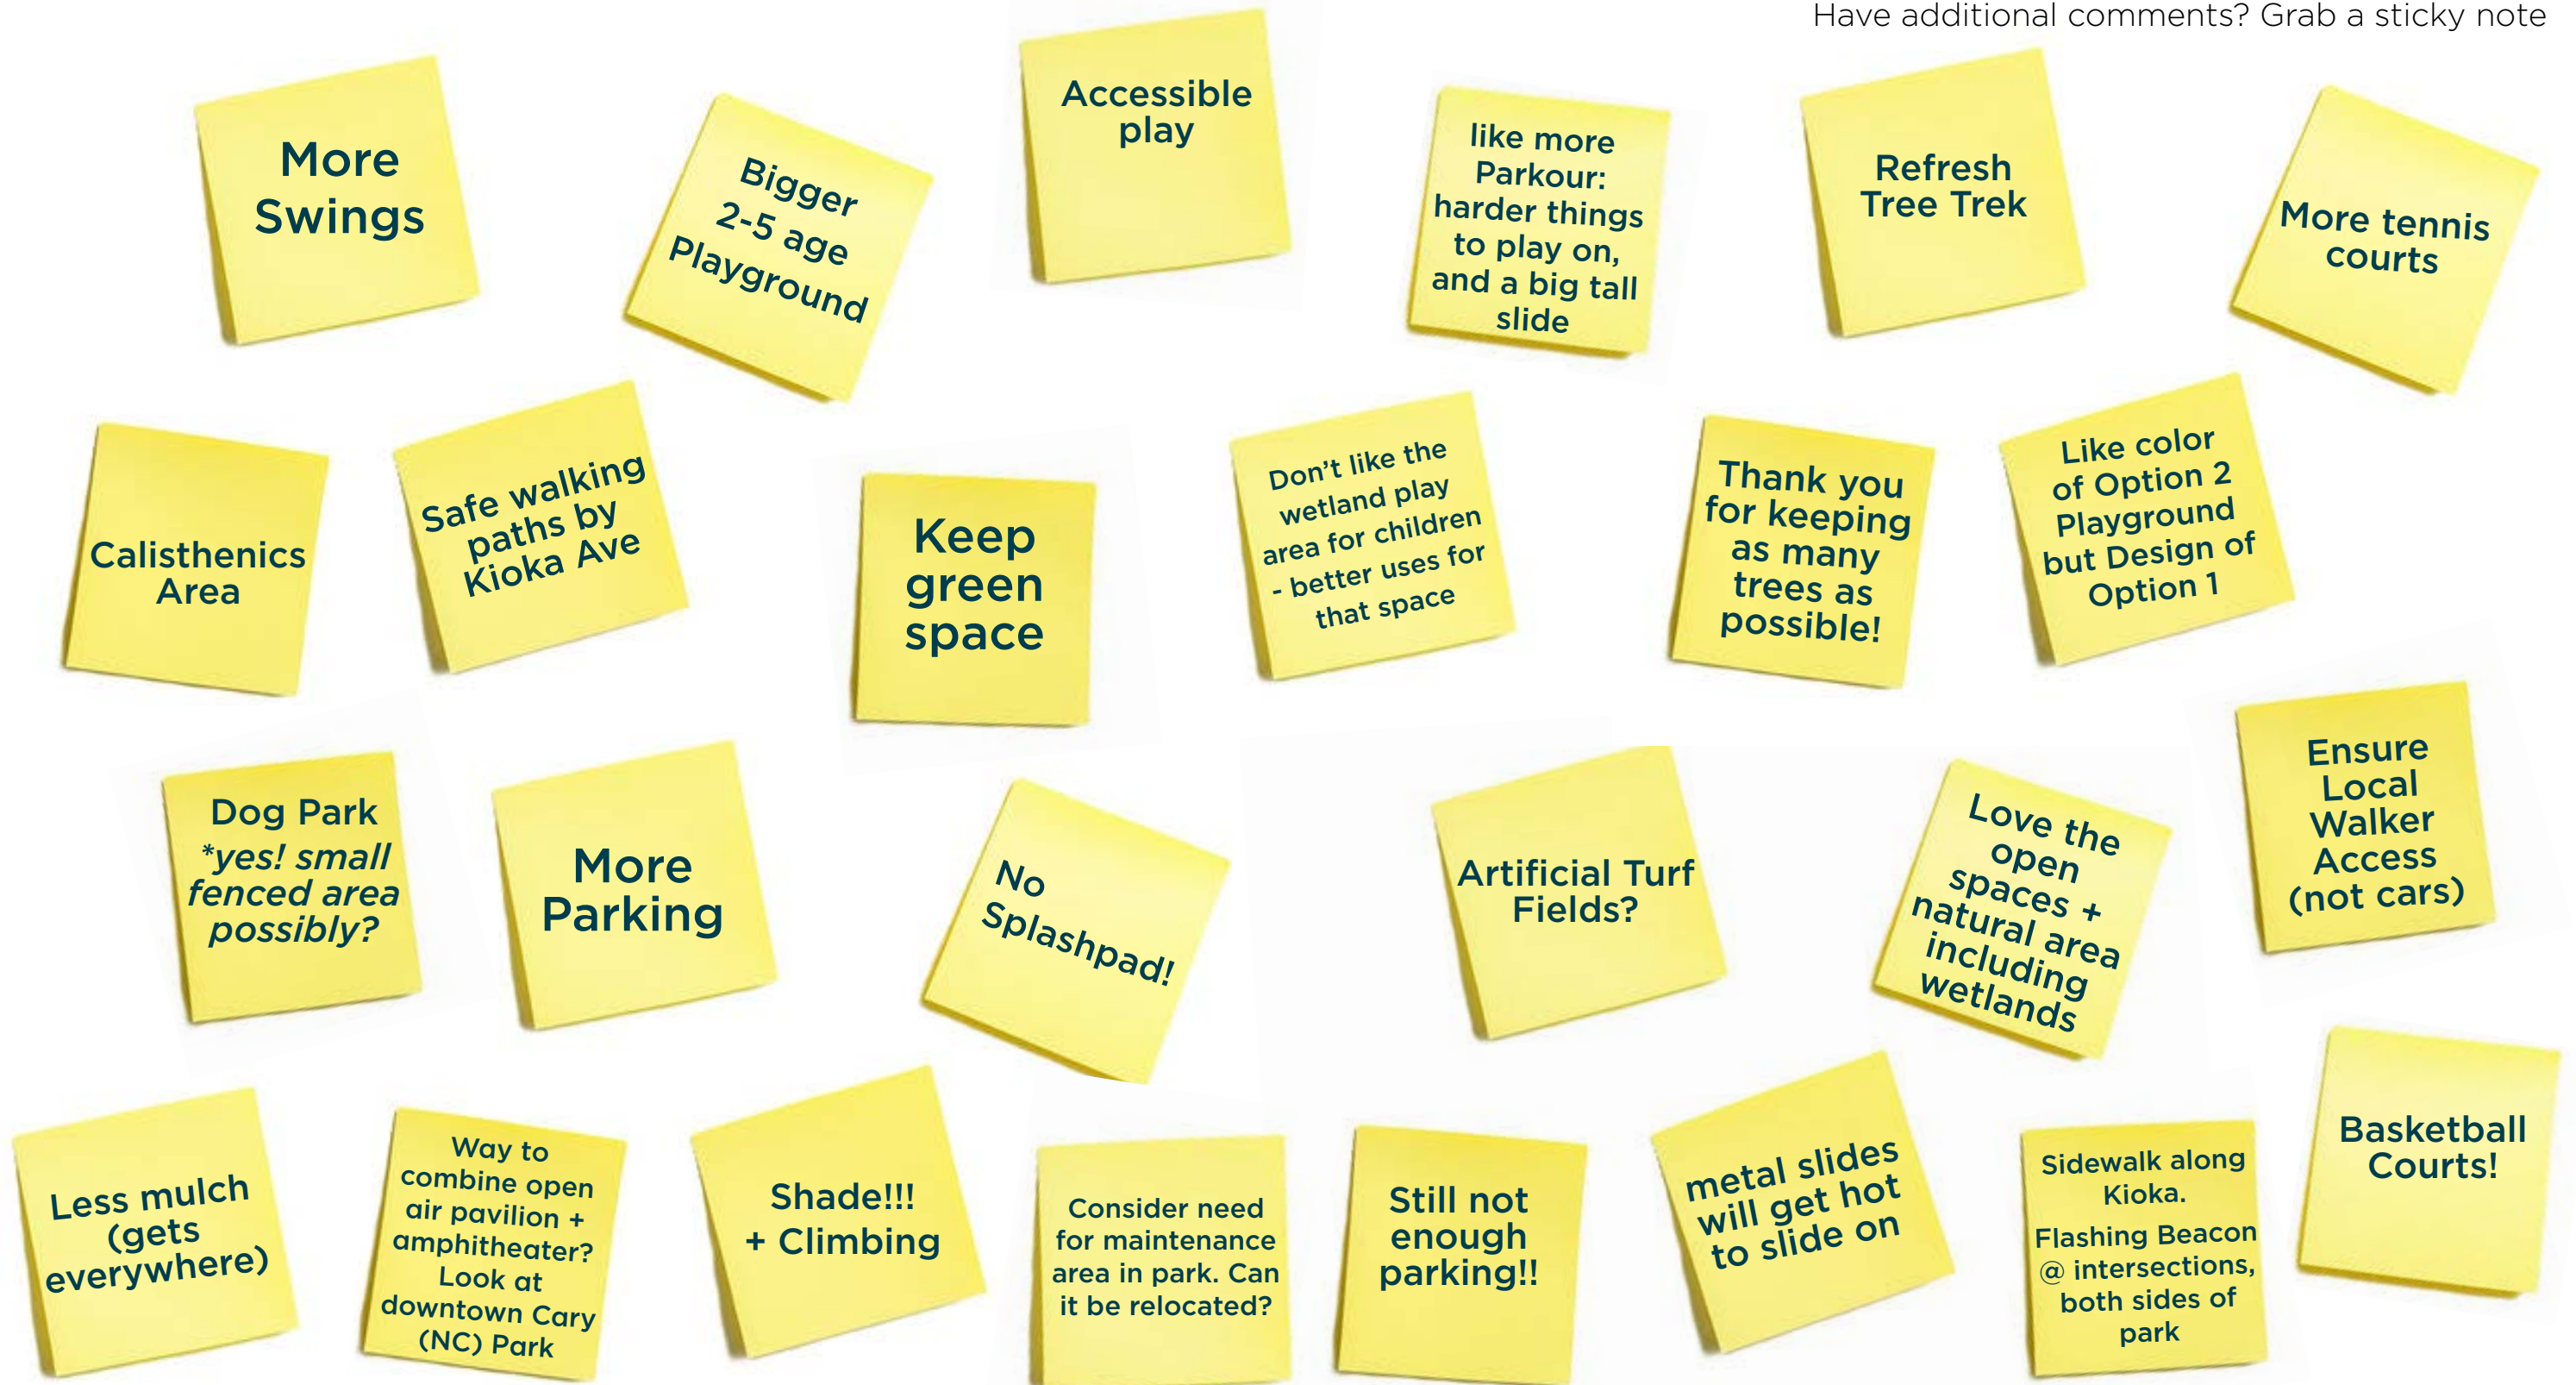 Have additional comments? Grab a sticky note
More
Swings
Bigger
2-5 age
Playground
Accessible
play
like more
Parkour:
harder things
to play on,
and a big tall
slide
Refresh
Tree Trek
More tennis
courts
Calisthenics
Area
Safe walking
paths by
Kioka Ave
Keep
green
space
Don't like the
wetland play
area for children
- better uses for
that space
Thank you
for keeping
as many
trees as
possible!
Like color
of Option 2
Playground
but Design of
Option 1
Dog Park
*yes! small
fenced area
possibly?
More
Parking
No
Splashpad!
Artificial Turf
Fields?
Love the
open
spaces +
natural area
including
wetlands
Ensure
Local
Walker
Access
(not cars)
Less mulch
(gets
everywhere)
Way to
combine open
air pavilion +
amphitheater?
Look at
downtown Cary
(NC) Park
Shade!!!
+ Climbing
Consider need
for maintenance
area in park. Can
it be relocated?
Still not
enough
parking!!
metal slides
will get hot
to slide on
Sidewalk along
Kioka.
Flashing Beacon
@ intersections,
both sides of
park
Basketball
Courts!